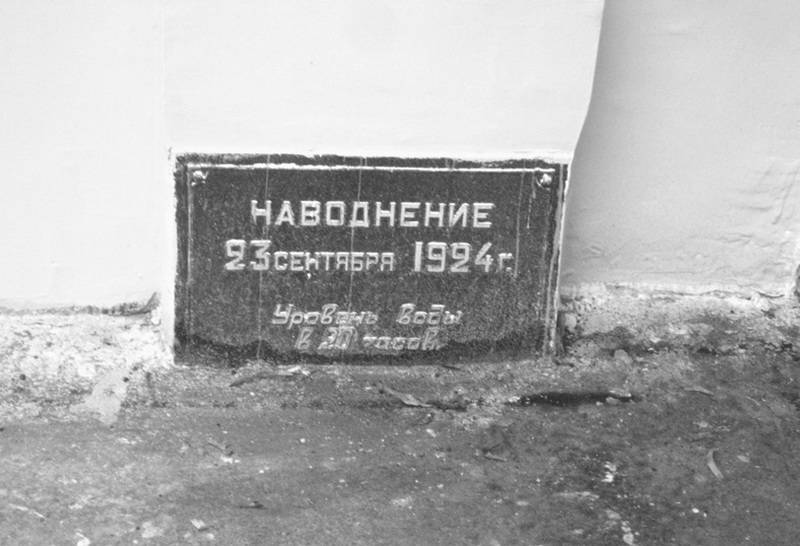 НАВОДНЕНИЕ
23 СЕНТЯБРЯ 1924 г.
Уровень воды
в 20 часов.